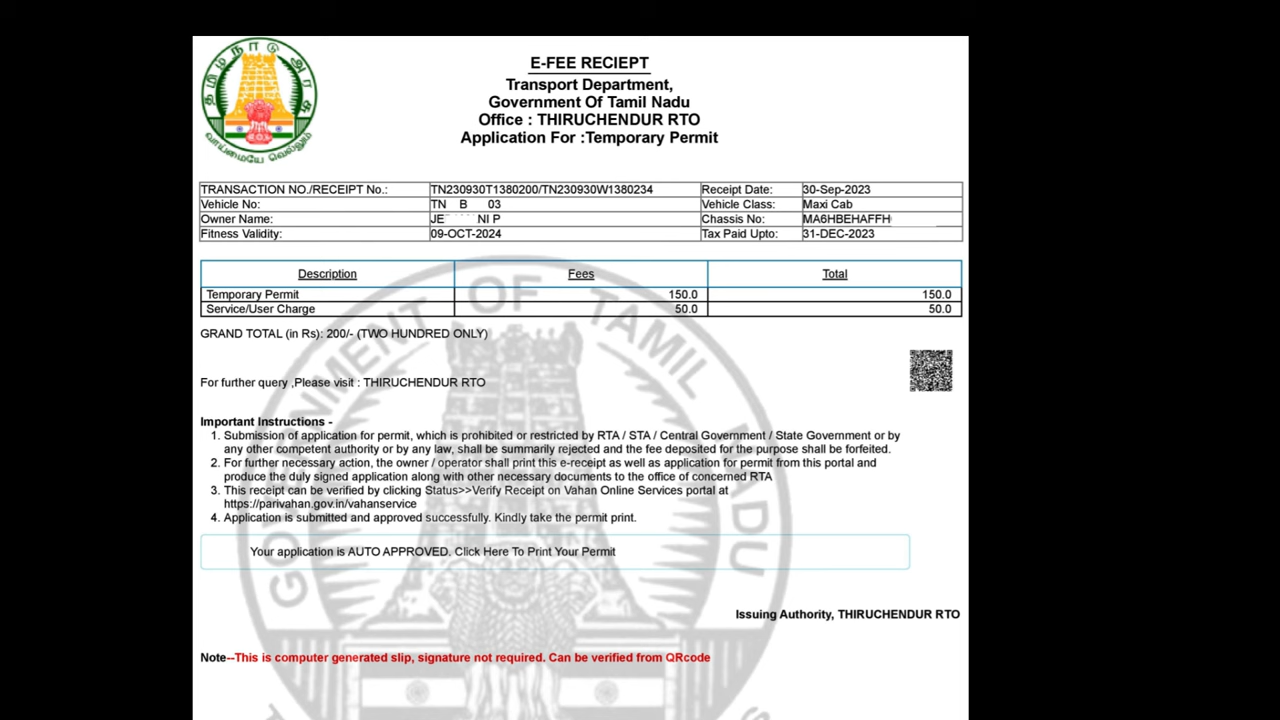 தமிழ்நாடு அரசு
வாய்மையே வெல்லும்
E-FEE RECIEPT
Transport Department,
Government Of Tamil Nadu
Office : THIRUCHENDUR RTO
Application For :Temporary Permit
TRANSACTION NO./RECEIPT No.: TN230930T1380200/TN230930W1380234 Receipt Date: 30-Sep-2023
Vehicle No: TN B 03 Vehicle Class: Maxi Cab
Owner Name: JE NI P Chassis No: MA6HBEHAFFH
Fitness Validity: 09-OCT-2024 Tax Paid Upto: 31-DEC-2023
Description Fees Total
Temporary Permit 150.0 150.0
Service/User Charge 50.0 50.0
GRAND TOTAL (in Rs): 200/- (TWO HUNDRED ONLY)
For further query ,Please visit : THIRUCHENDUR RTO
Important Instructions -
1. Submission of application for permit, which is prohibited or restricted by RTA / STA / Central Government / State Government or by
any other competent authority or by any law, shall be summarily rejected and the fee deposited for the purpose shall be forfeited.
2. For further necessary action, the owner / operator shall print this e-receipt as well as application for permit from this portal and
produce the duly signed application along with other necessary documents to the office of concerned RTA
3. This receipt can be verified by clicking Status>>Verify Receipt on Vahan Online Services portal at
https://parivahan.gov.in/vahanservice
4. Application is submitted and approved successfully. Kindly take the permit print.
Your application is AUTO APPROVED. Click Here To Print Your Permit
Issuing Authority, THIRUCHENDUR RTO
Note--This is computer generated slip, signature not required. Can be verified from QRcode
GOVERNMENT OF TAMIL NADU